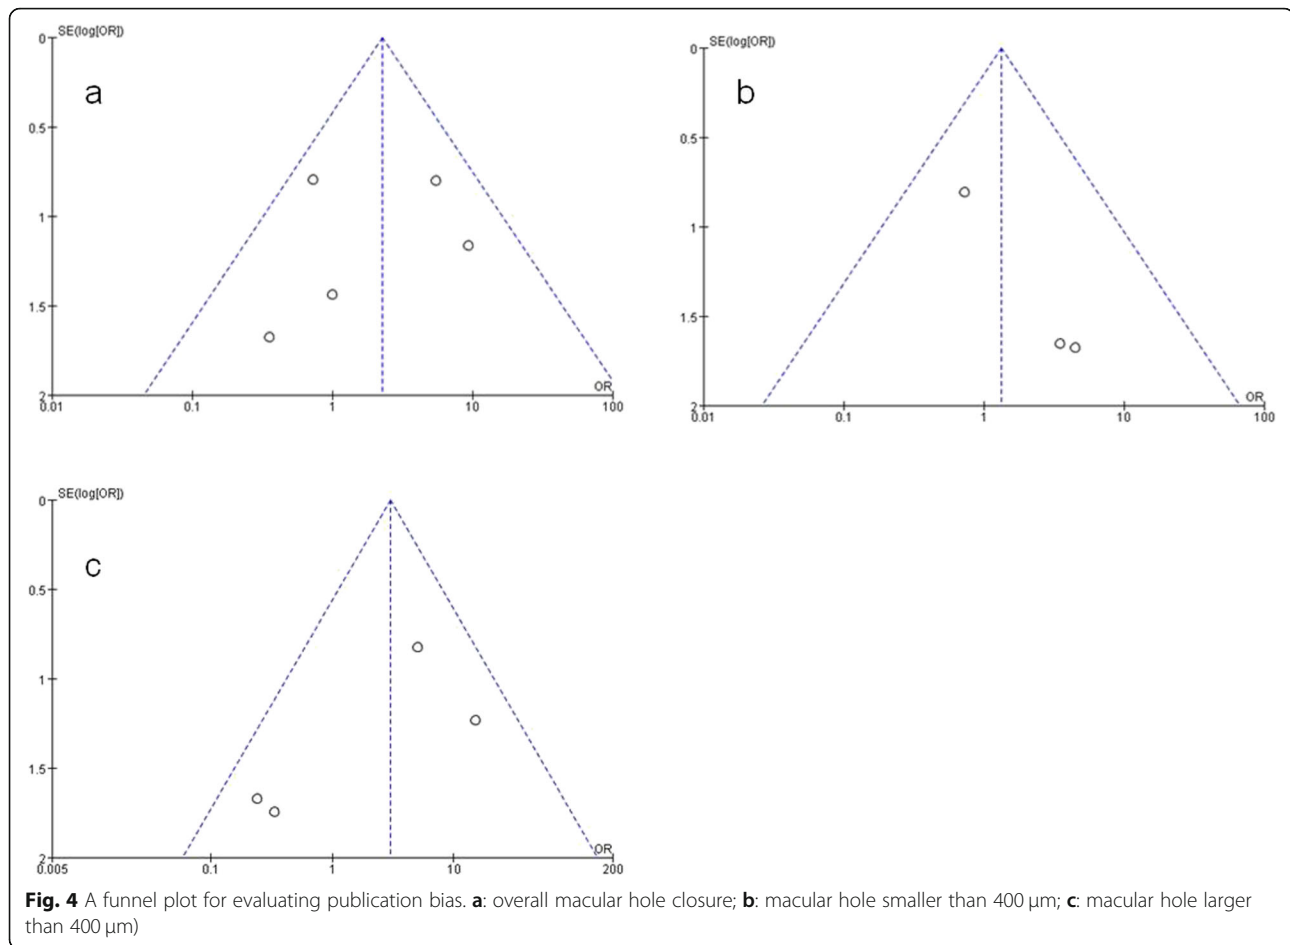 SE(log[OR])
0
a
0.5
1
1.5
2
OR
0.01
0.1
1
10
100
SE(log[OR])
0
b
0.5
1
1.5
2
OR
0.01
0.1
1
10
100
SE(log[OR])
0
c
0.5
1
1.5
2
OR
0.005
0.1
1
10
200
Fig. 4 A funnel plot for evaluating publication bias. a: overall macular hole closure; b: macular hole smaller than 400 μm; c: macular hole larger
than 400 μm)